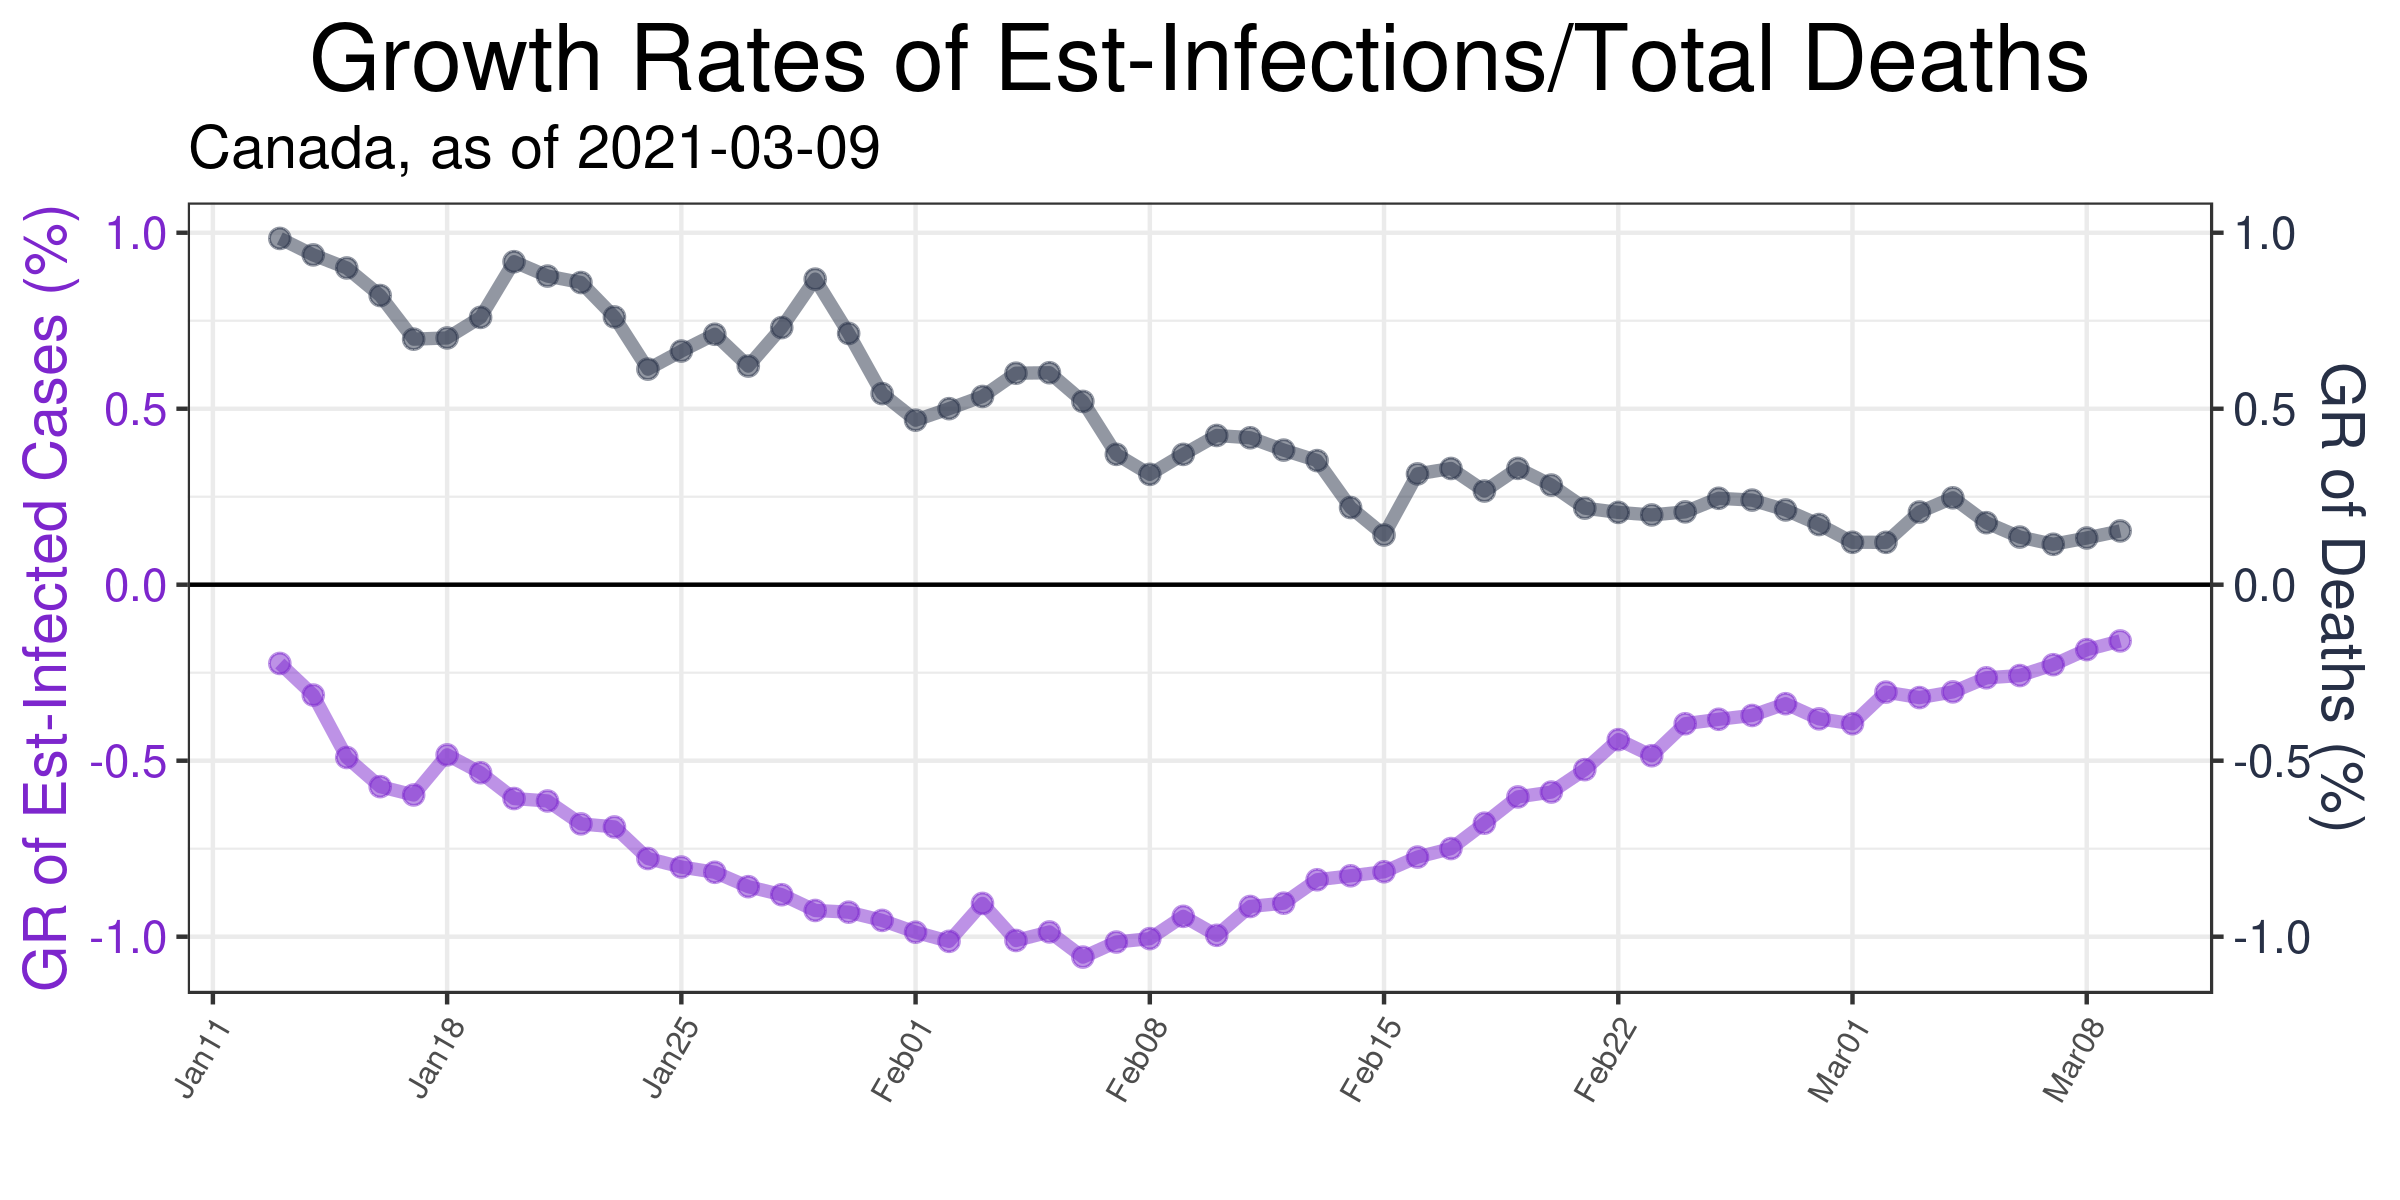 Growth Rates of Est-Infections/Total Deaths
Canada, as of 2021-03-09
GR of Est-Infected Cases (%)
1.0
0.5
0.0
-0.5
-1.0
1.0
0.5
0.0
-0.5
-1.0
GR of Deaths (%)
Jan11
Jan18
Jan25
Feb01
Feb08
Feb15
Feb22
Mar01
Mar08